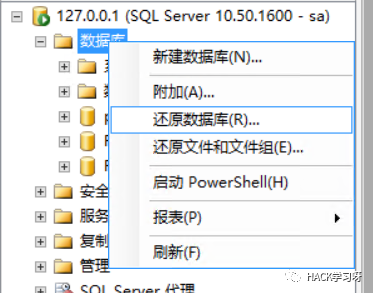 127.0.0.1 (SQL Server 10.50.1600 - sa)
数据库
新建数据库(N)...
附加(A)...
还原数据库(R)...
还原文件和文件组(E)...
启动 PowerShell(H)
报表(P)
刷新(F)
安全
服务
复制
管理
SQL Server 代理
HACK学习呀